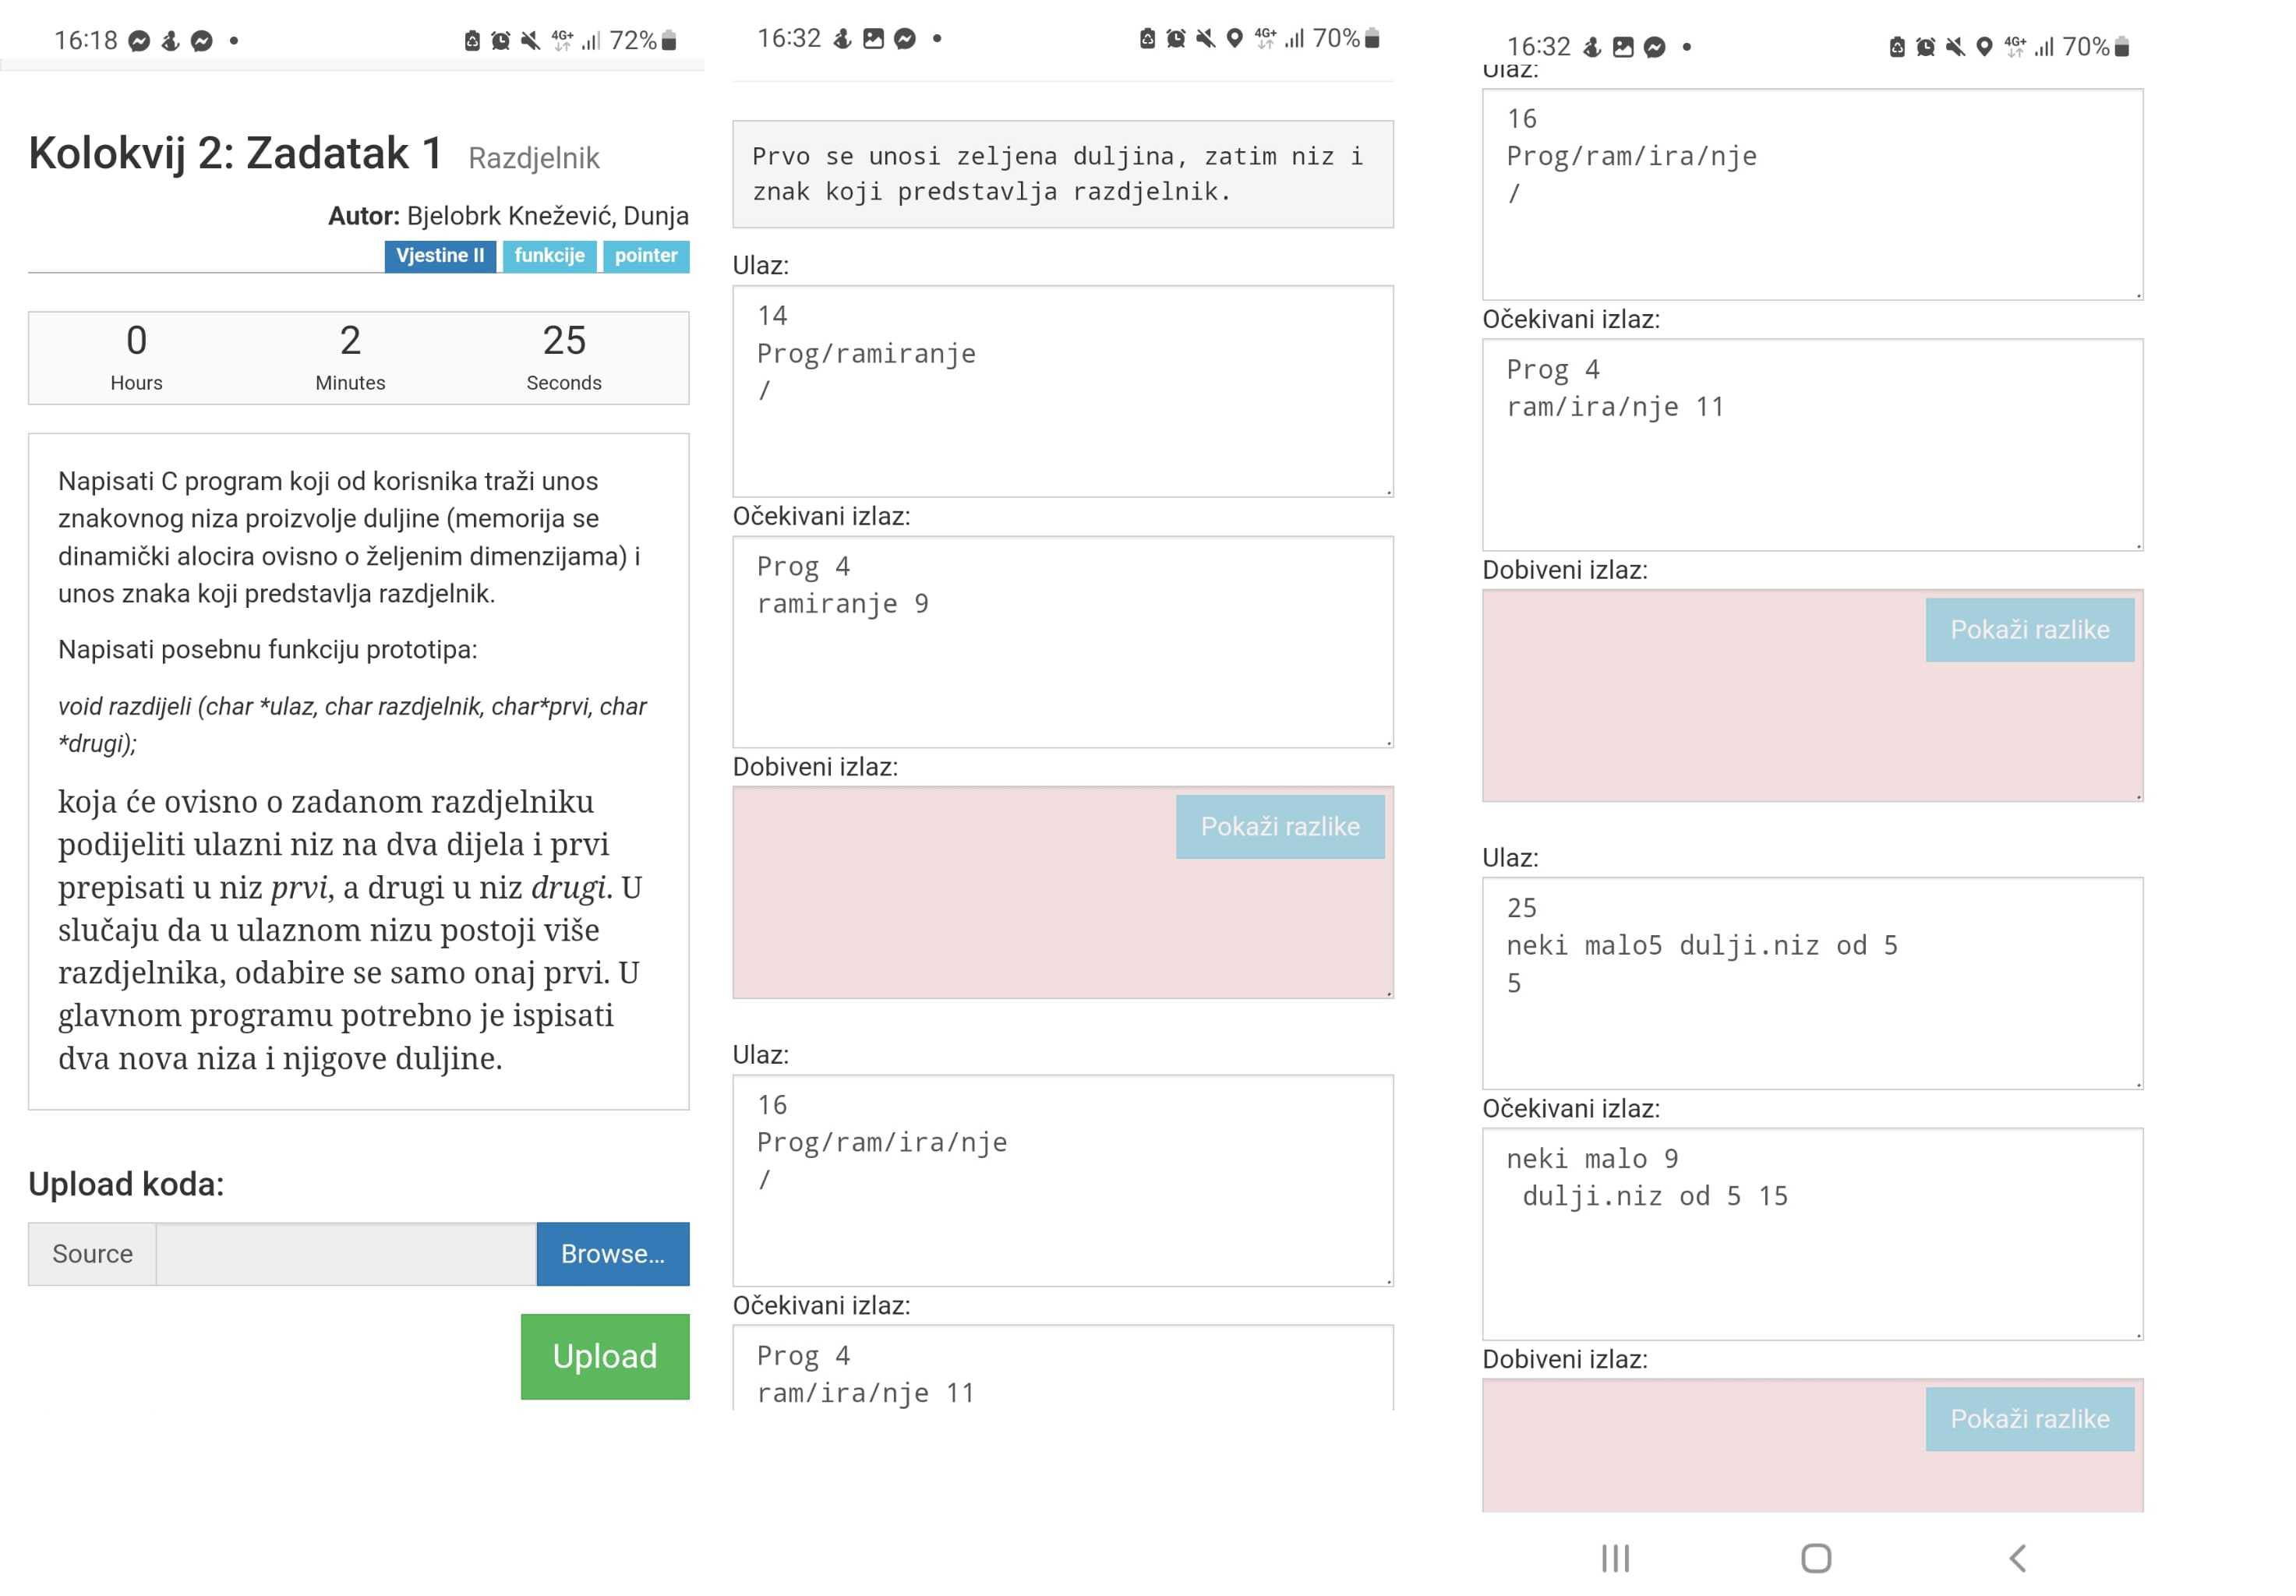 16:18
4G+
72%
Kolokvij 2: Zadatak 1 Razdjelnik
Autor: Bjelobrk Knežević, Dunja
Vjestine II funkcije pointer
0 2 25
Hours Minutes Seconds
Napisati C program koji od korisnika traži unos
znakovnog niza proizvolje duljine (memorija se
dinamički alocira ovisno o željenim dimenzijama) i
unos znaka koji predstavlja razdjelnik.
Napisati posebnu funkciju prototipa:
void razdijeli (char *ulaz, char razdjelnik, char*prvi, char
*drugi);
koja će ovisno o zadanom razdjelniku
podijeliti ulazni niz na dva dijela i prvi
prepisati u niz prvi, a drugi u niz drugi. U
slučaju da u ulaznom nizu postoji više
razdjelnika, odabire se samo onaj prvi. U
glavnom programu potrebno je ispisati
dva nova niza i njigove duljine.
Upload koda:
Source Browse...
Upload
16:32
4G+
70%
Prvo se unosi zeljena duljina, zatim niz i
znak koji predstavlja razdjelnik.
Ulaz:
14
Prog/ramiranje
/
Očekivani izlaz:
Prog 4
ramiranje 9
Dobiveni izlaz:
Pokaži razlike
Ulaz:
16
Prog/ram/ira/nje
/
Očekivani izlaz:
Prog 4
ram/ira/nje 11
16:32
4G+
70%
Ulaz:
16
Prog/ram/ira/nje
/
Očekivani izlaz:
Prog 4
ram/ira/nje 11
Dobiveni izlaz:
Pokaži razlike
Ulaz:
25
neki malo5 dulji.niz od 5
5
Očekivani izlaz:
neki malo 9
 dulji.niz od 5 15
Dobiveni izlaz:
Pokaži razlike